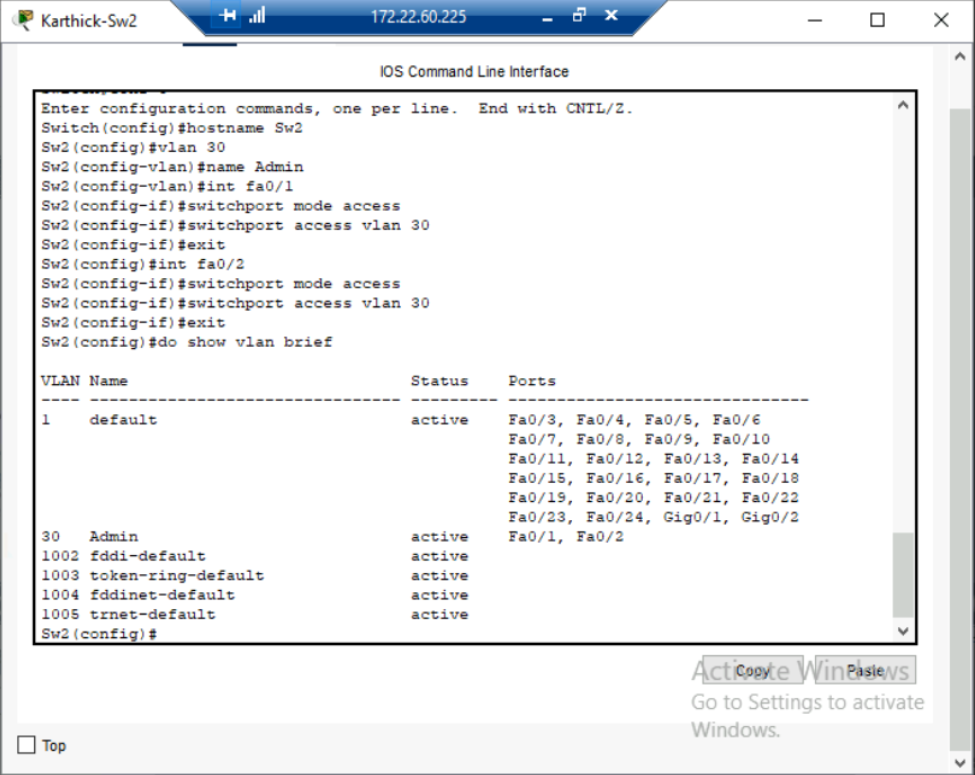 Karthick-Sw2
172.22.60.225
IOS Command Line Interface
Enter configuration commands, one per line.  End with CNTL/Z.
Switch(config)#hostname Sw2
Sw2(config)#vlan 30
Sw2(config-vlan)#name Admin
Sw2(config-vlan)#int fa0/1
Sw2(config-if)#switchport mode access
Sw2(config-if)#switchport access vlan 30
Sw2(config-if)#exit
Sw2(config)#int fa0/2
Sw2(config-if)#switchport mode access
Sw2(config-if)#switchport access vlan 30
Sw2(config-if)#exit
Sw2(config)#do show vlan brief
VLAN Name                             Status    Ports
---- -------------------------------- --------- -------------------------------
1    default                          active    Fa0/3, Fa0/4, Fa0/5, Fa0/6
                                                Fa0/7, Fa0/8, Fa0/9, Fa0/10
                                                Fa0/11, Fa0/12, Fa0/13, Fa0/14
                                                Fa0/15, Fa0/16, Fa0/17, Fa0/18
                                                Fa0/19, Fa0/20, Fa0/21, Fa0/22
                                                Fa0/23, Fa0/24, Gig0/1, Gig0/2
30   Admin                            active    Fa0/1, Fa0/2
1002 fddi-default                     active
1003 token-ring-default               active
1004 fddinet-default                  active
1005 trnet-default                    active
Sw2(config)#
Copy Paste
Activate Windows
Go to Settings to activate
Windows.
Top